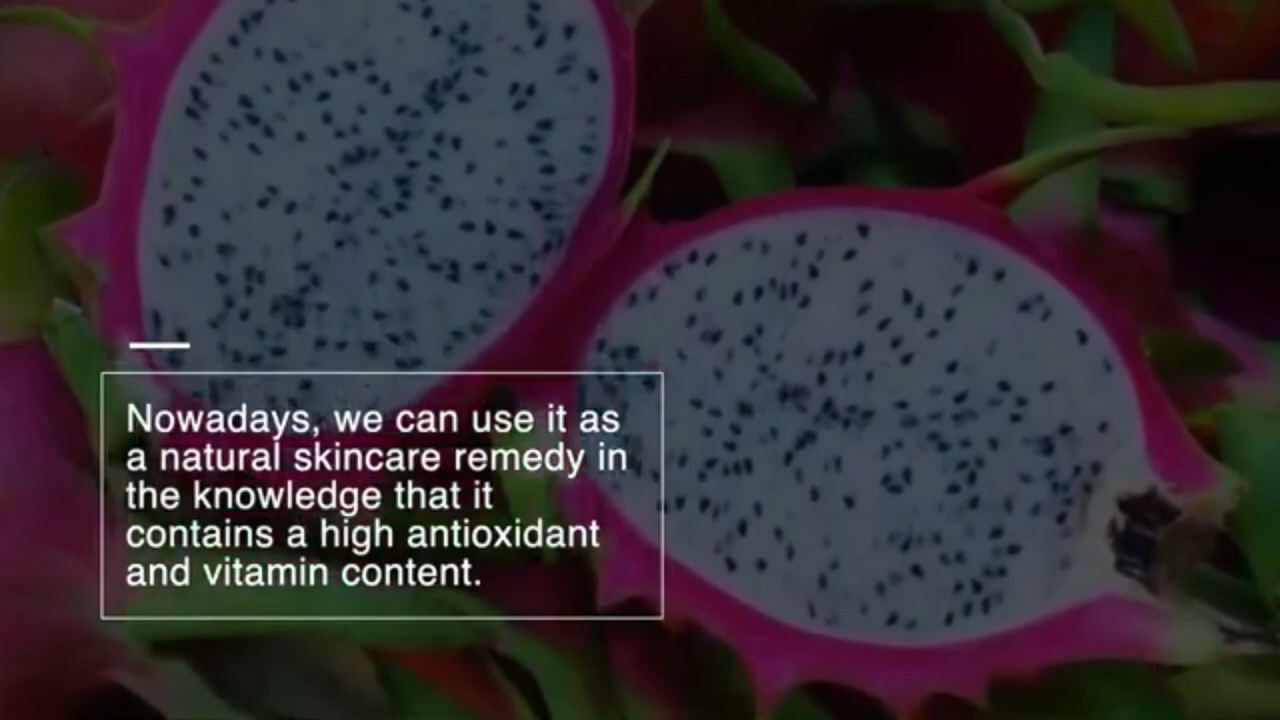 Nowadays, we can use it as
a natural skincare remedy in
the knowledge that it
contains a high antioxidant
and vitamin content.